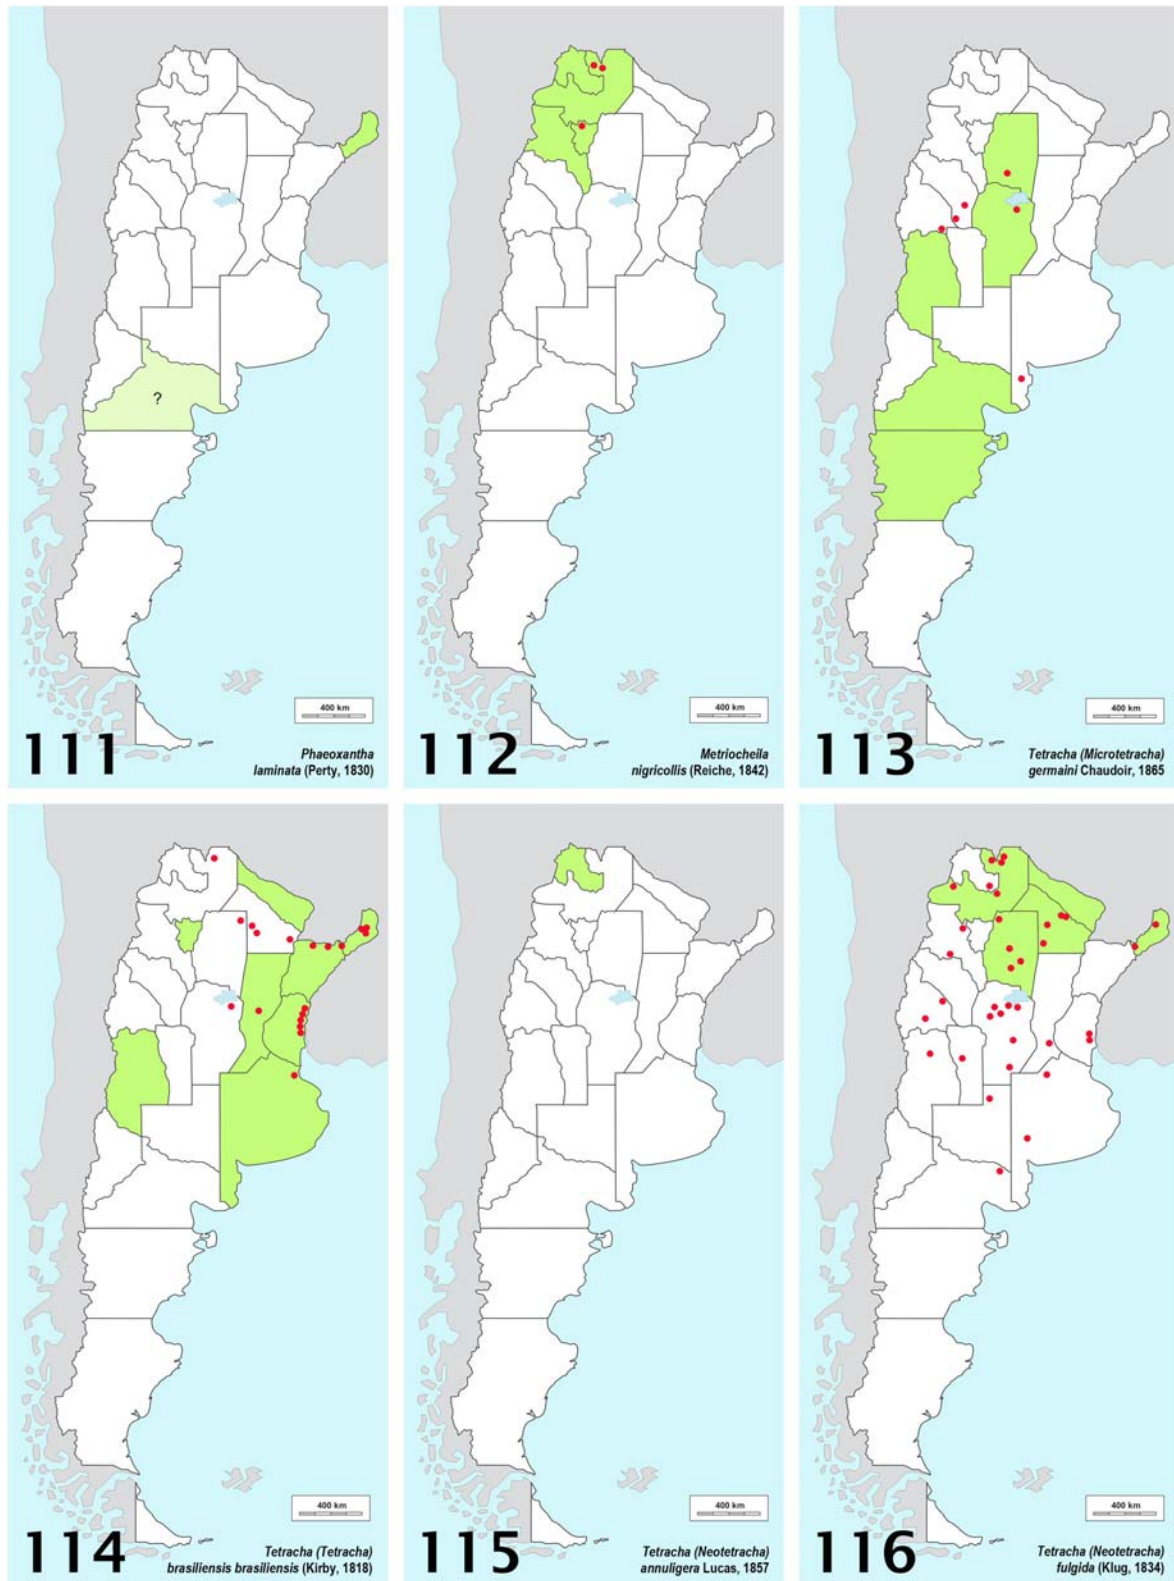 ?
400 km
111
Phaeoxantha
laminata (Perty, 1830)
400 km
112
Metriocheila
nigricollis (Reiche, 1842)
400 km
113
Tetracha (Microtetracha)
germaini Chaudoir, 1865
400 km
114
Tetracha (Tetracha)
brasiliensis brasiliensis (Kirby, 1818)
400 km
115
Tetracha (Neotetracha)
annuligera Lucas, 1857
400 km
116
Tetracha (Neotetracha)
fulgida (Klug, 1834)